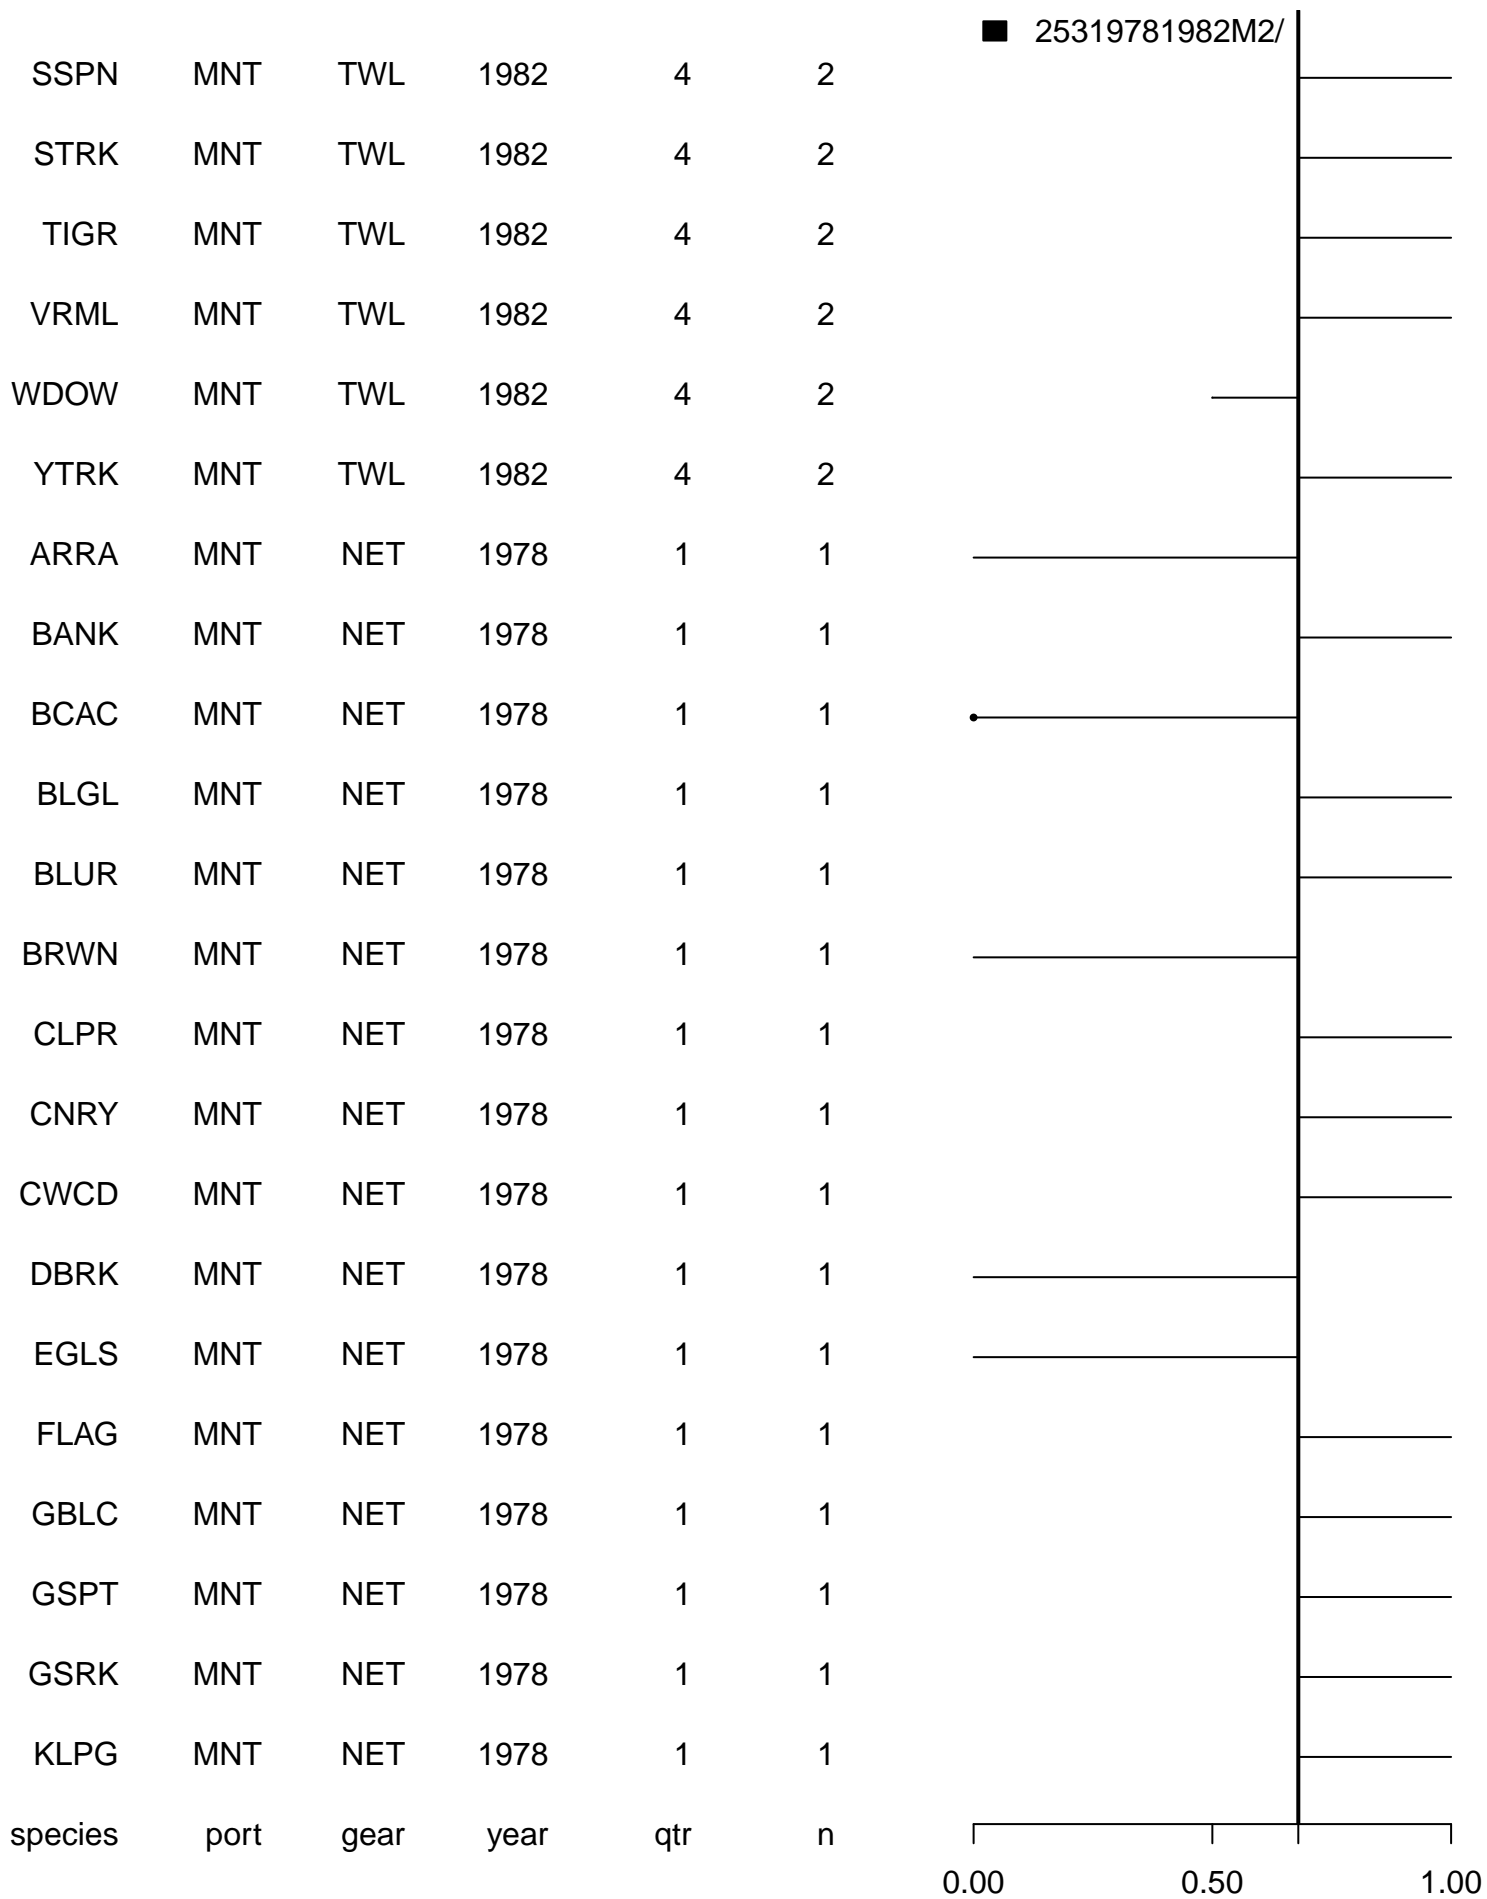 25319781982M2/
SSPN MNT TWL 1982 4 2
STRK MNT TWL 1982 4 2
TIGR MNT TWL 1982 4 2
VRML MNT TWL 1982 4 2
WDOW MNT TWL 1982 4 2
YTRK MNT TWL 1982 4 2
ARRA MNT NET 1978 1 1
BANK MNT NET 1978 1 1
BCAC MNT NET 1978 1 1
BLGL MNT NET 1978 1 1
BLUR MNT NET 1978 1 1
BRWN MNT NET 1978 1 1
CLPR MNT NET 1978 1 1
CNRY MNT NET 1978 1 1
CWCD MNT NET 1978 1 1
DBRK MNT NET 1978 1 1
EGLS MNT NET 1978 1 1
FLAG MNT NET 1978 1 1
GBLC MNT NET 1978 1 1
GSPT MNT NET 1978 1 1
GSRK MNT NET 1978 1 1
KLPG MNT NET 1978 1 1
species port gear year qtr n
0.00 0.50 1.00